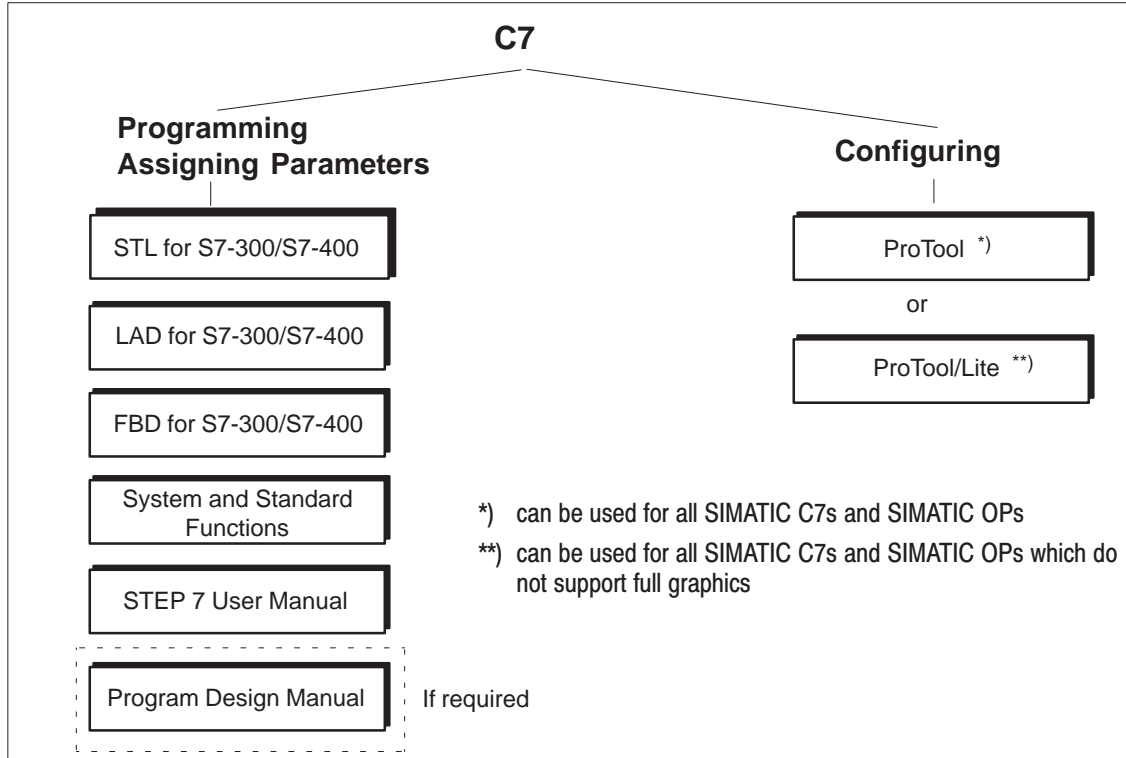 C7
Programming
Assigning Parameters
STL for S7-300/S7-400
LAD for S7-300/S7-400
FBD for S7-300/S7-400
System and Standard
Functions
STEP 7 User Manual
Program Design Manual
If required
Configuring
ProTool *)
or
ProTool/Lite **)
*) can be used for all SIMATIC C7s and SIMATIC OPs
**) can be used for all SIMATIC C7s and SIMATIC OPs which do
not support full graphics